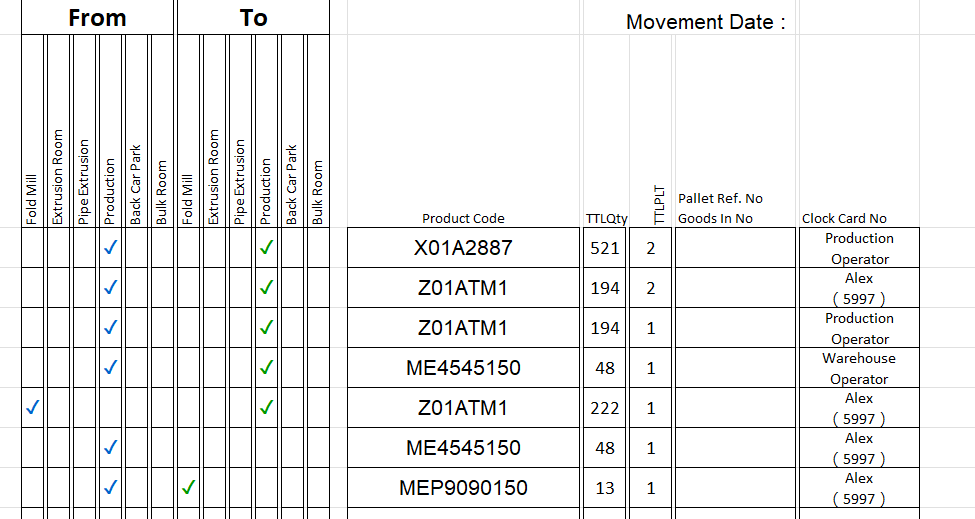 From To Movement Date :
Fold Mill
Extrusion Room
Pipe Extrusion
Production
Back Car Park
Bulk Room
Fold Mill
Extrusion Room
Pipe Extrusion
Production
Back Car Park
Bulk Room
Product Code
TTLQty
TTLPLT
Pallet Ref. No
Goods In No
Clock Card No
✓ ✓ X01A2887 521 2 Production
Operator
✓ ✓ Z01ATM1 194 2 Alex
( 5997 )
✓ ✓ Z01ATM1 194 1 Production
Operator
✓ ✓ ME4545150 48 1 Warehouse
Operator
✓ ✓ Z01ATM1 222 1 Alex
( 5997 )
✓ ME4545150 48 1 Alex
( 5997 )
✓ ✓ MEP9090150 13 1 Alex
( 5997 )